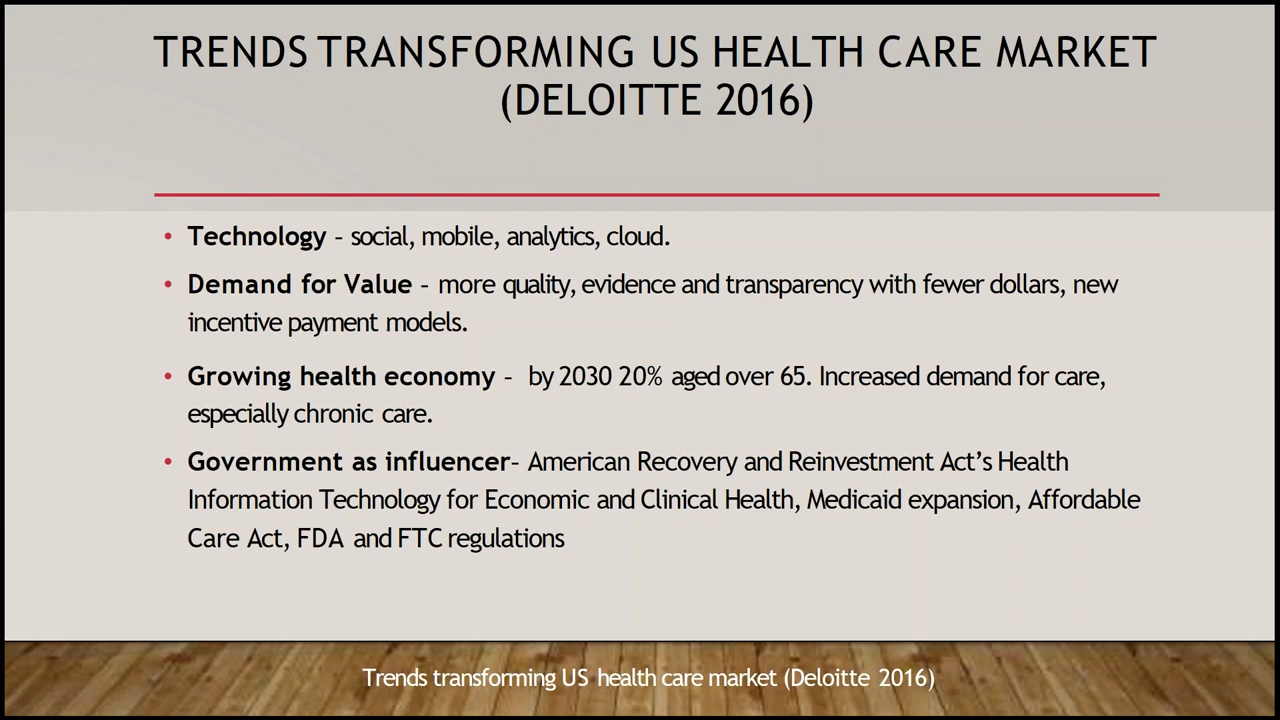 TRENDS TRANSFORMING US HEALTH CARE MARKET
(DELOITTE 2016)
• Technology – social, mobile, analytics, cloud.
• Demand for Value – more quality, evidence and transparency with fewer dollars, new
incentive payment models.
• Growing health economy – by 2030 20% aged over 65. Increased demand for care,
especially chronic care.
• Government as influencer– American Recovery and Reinvestment Act’s Health
Information Technology for Economic and Clinical Health, Medicaid expansion, Affordable
Care Act, FDA and FTC regulations
Trends transforming US health care market (Deloitte 2016)